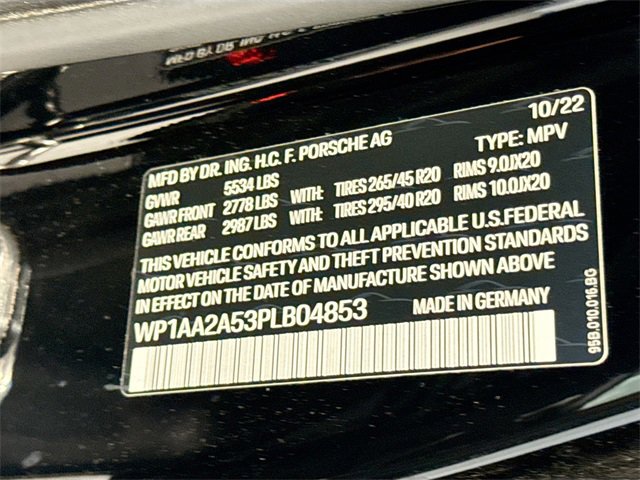 10/22
MFD BY DR. ING. H.C. F. PORSCHE AG TYPE: MPV
GVWR 5534 LBS
GAWR FRONT 2778 LBS WITH: TIRES 265/45 R20 RIMS 9.0JX20
GAWR REAR 2987 LBS WITH: TIRES 295/40 R20 RIMS 10.0JX20
THIS VEHICLE CONFORMS TO ALL APPLICABLE U.S.FEDERAL
MOTOR VEHICLE SAFETY AND THEFT PREVENTION STANDARDS
IN EFFECT ON THE DATE OF MANUFACTURE SHOWN ABOVE
WP1AA2A53PLB04853 MADE IN GERMANY
95B.010.016.BG